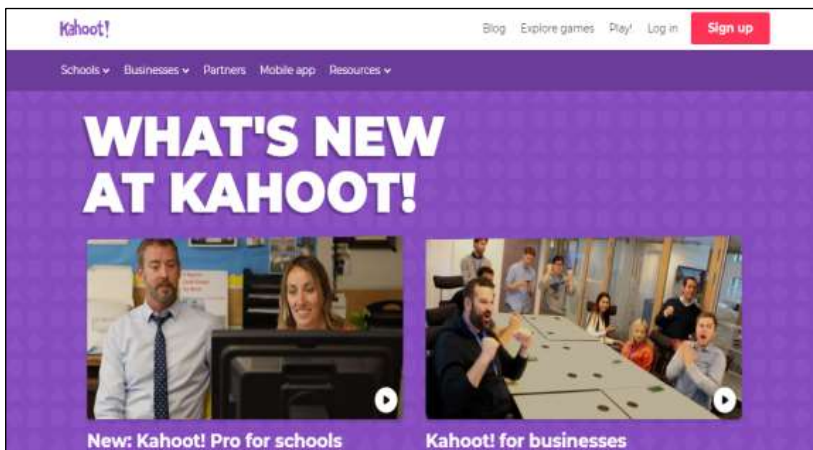 Kahoot!
Blog Explore games Play! Log in Sign up
Schools Businesses Partners Mobile app Resources
WHAT'S NEW
AT KAHOOT!
New: Kahoot! Pro for schools
Kahoot! for businesses